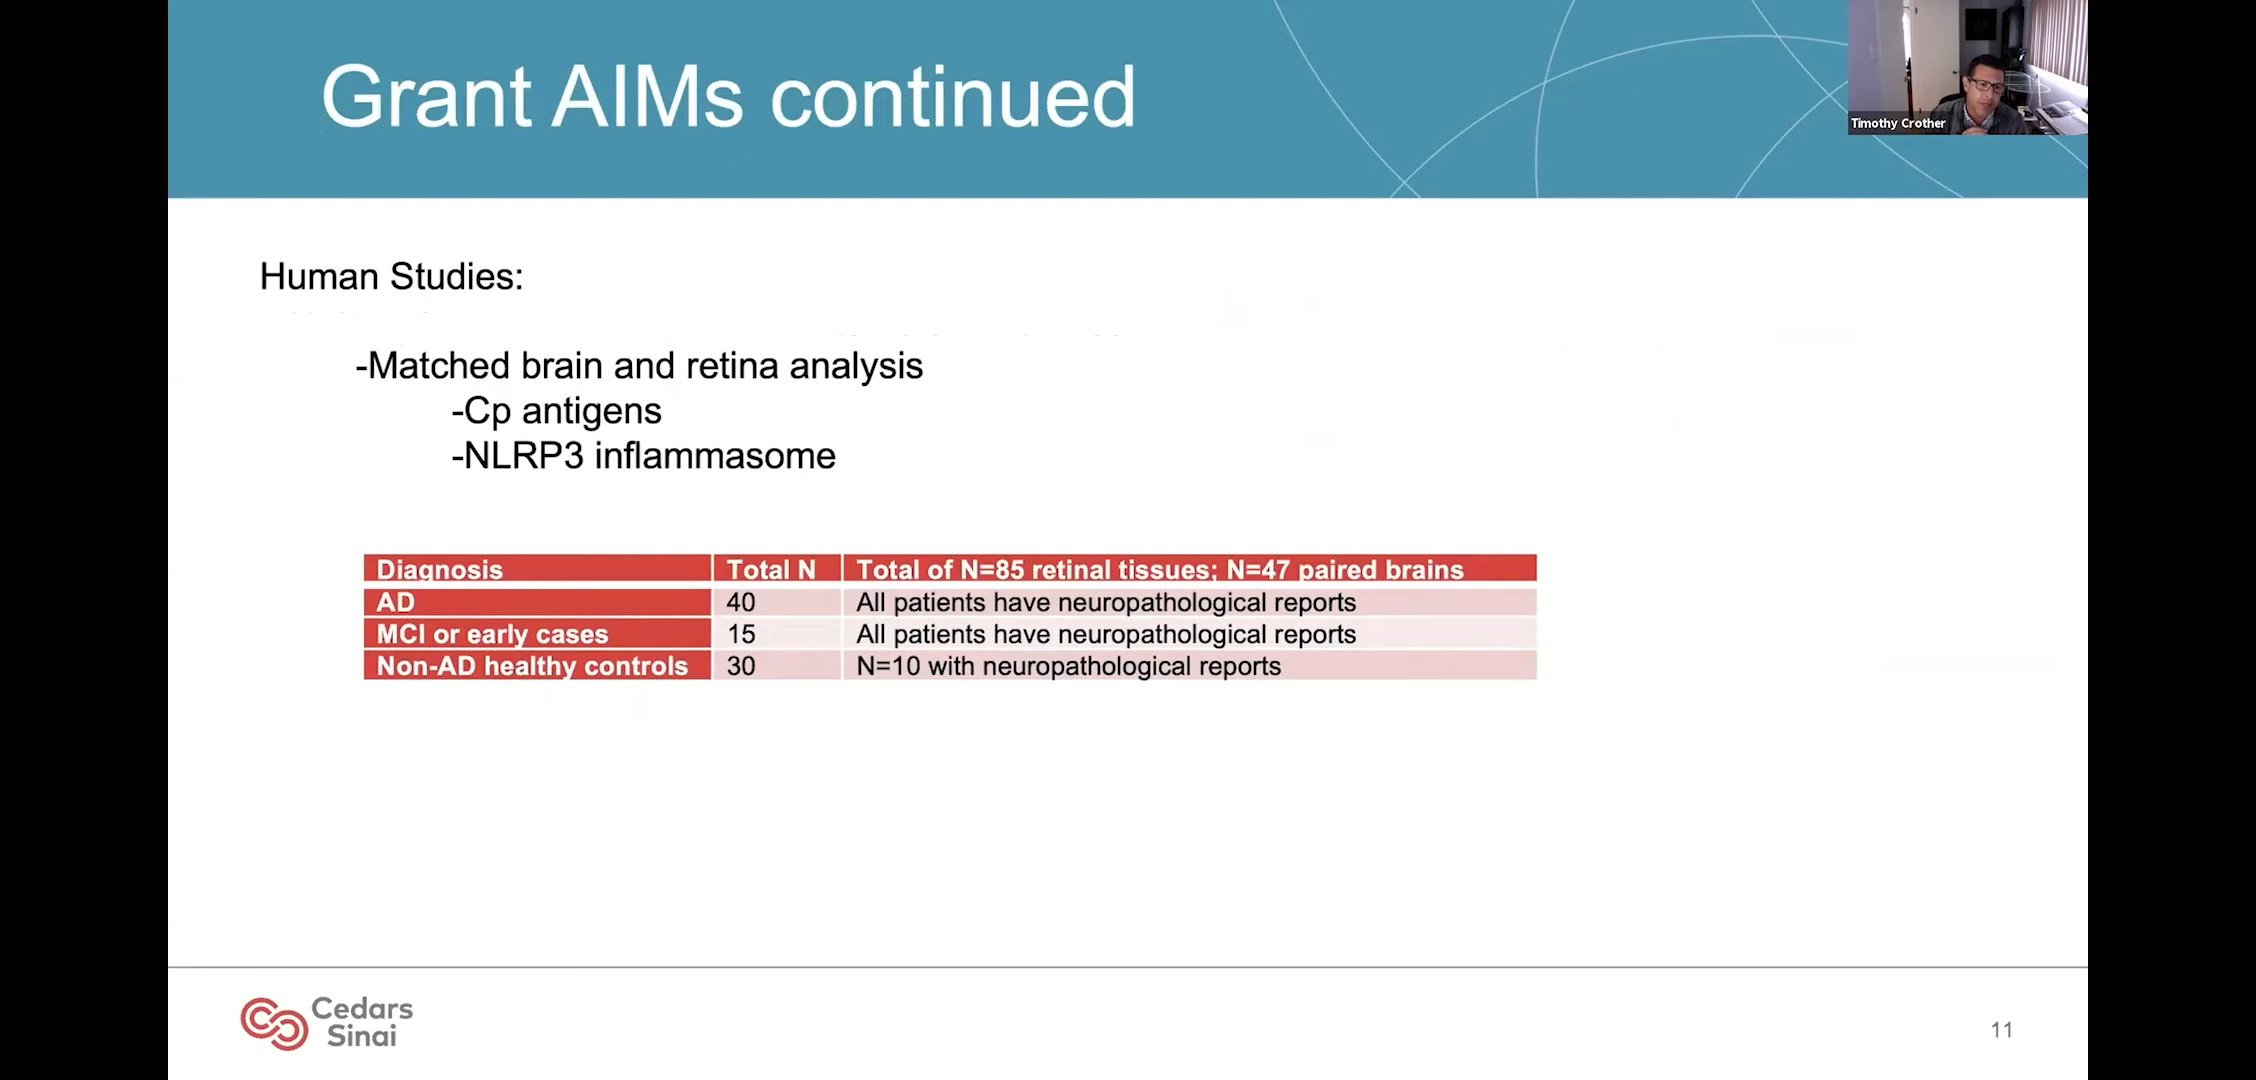 Grant AIMs continued
Timothy Crother
Human Studies:
-Matched brain and retina analysis
-Cp antigens
-NLRP3 inflammasome
Diagnosis Total N Total of N=85 retinal tissues; N=47 paired brains
AD 40 All patients have neuropathological reports
MCI or early cases 15 All patients have neuropathological reports
Non-AD healthy controls 30 N=10 with neuropathological reports
Cedars
Sinai
11